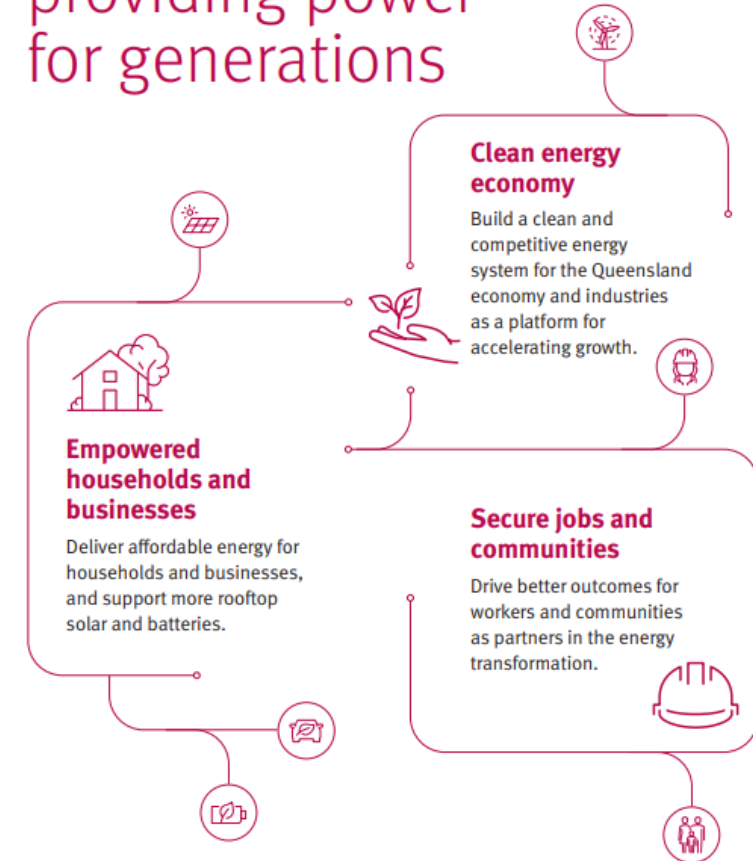 providing power
for generations
Clean energy
economy
Build a clean and
competitive energy
system for the Queensland
economy and industries
as a platform for
accelerating growth.
Empowered
households and
businesses
Deliver affordable energy for
households and businesses,
and support more rooftop
solar and batteries.
Secure jobs and
communities
Drive better outcomes for
workers and communities
as partners in the energy
transformation.